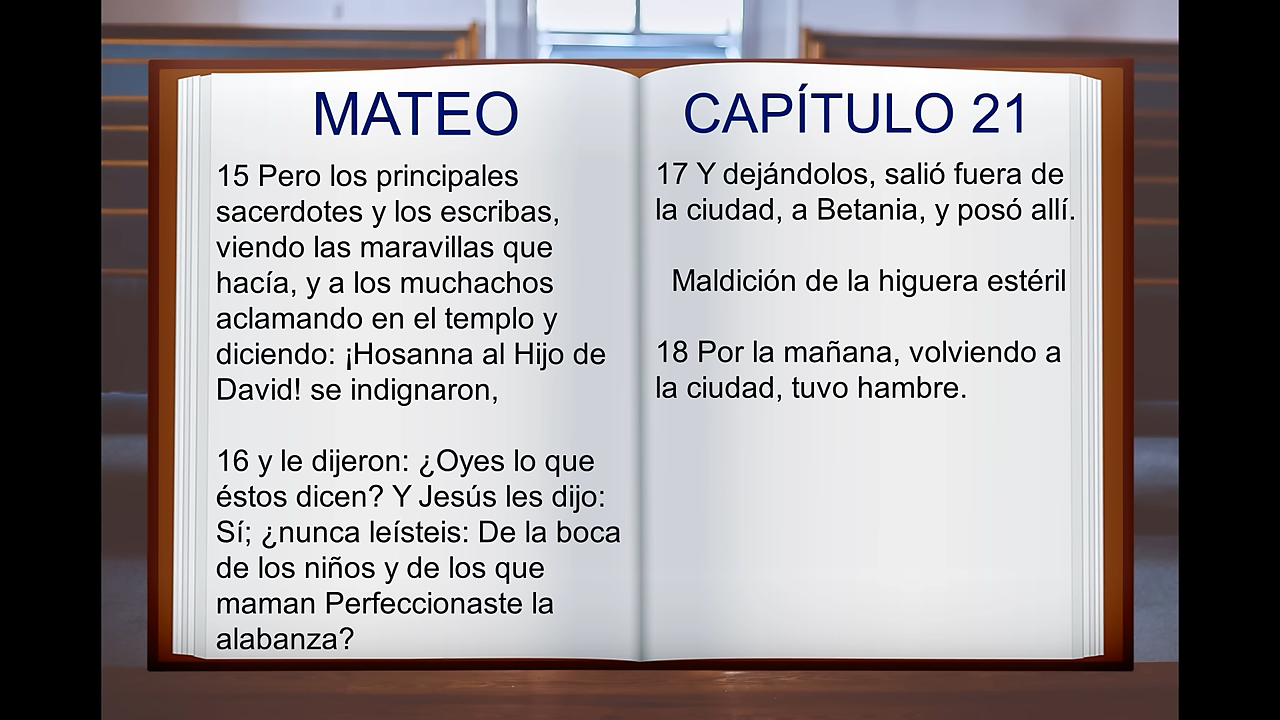 MATEO
15 Pero los principales
sacerdotes y los escribas,
viendo las maravillas que
hacía, y a los muchachos
aclamando en el templo y
diciendo: ¡Hosanna al Hijo de
David! se indignaron,
16 y le dijeron: ¿Oyes lo que
éstos dicen? Y Jesús les dijo:
Sí; ¿nunca leísteis: De la boca
de los niños y de los que
maman Perfeccionaste la
alabanza?
CAPÍTULO 21
17 Y dejándolos, salió fuera de
la ciudad, a Betania, y posó allí.
Maldición de la higuera estéril
18 Por la mañana, volviendo a
la ciudad, tuvo hambre.